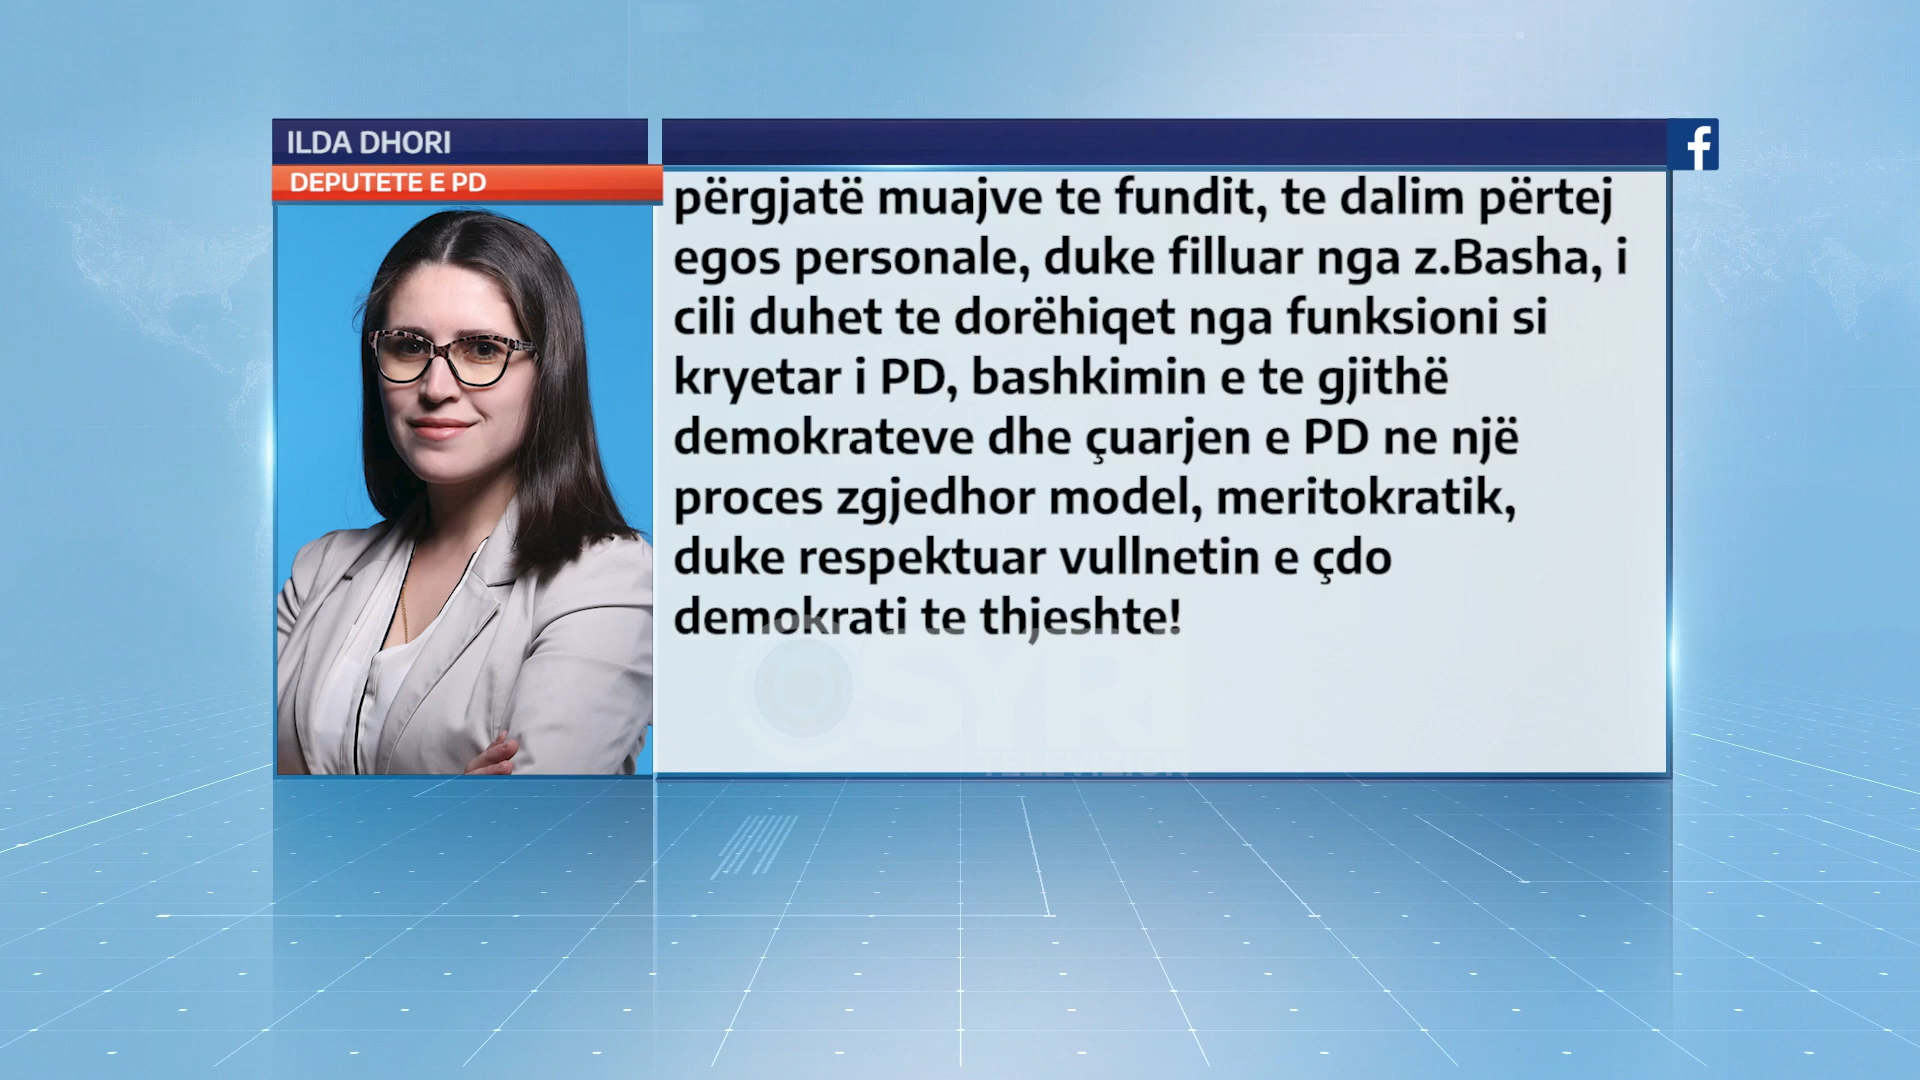 ILDA DHORI
DEPUTETE E PD
f
përgjatë muajve te fundit, te dalim përtej
egos personale, duke filluar nga z.Basha, i
cili duhet te dorëhiqet nga funksioni si
kryetar i PD, bashkimin e te gjithë
demokrateve dhe çuarjen e PD ne një
proces zgjedhor model, meritokratik,
duke respektuar vullnetin e çdo
demokrati te thjeshte!
SYRI
TELEVIZION